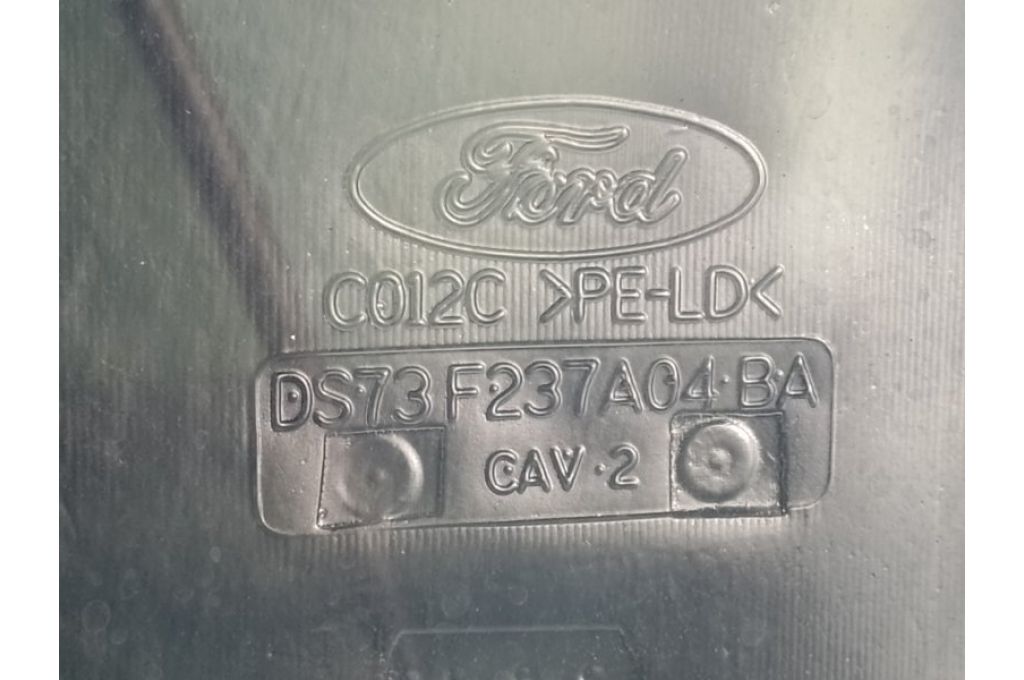 Ford
C012C >PE-LD<
DS73 F237A04 BA
CAV·2